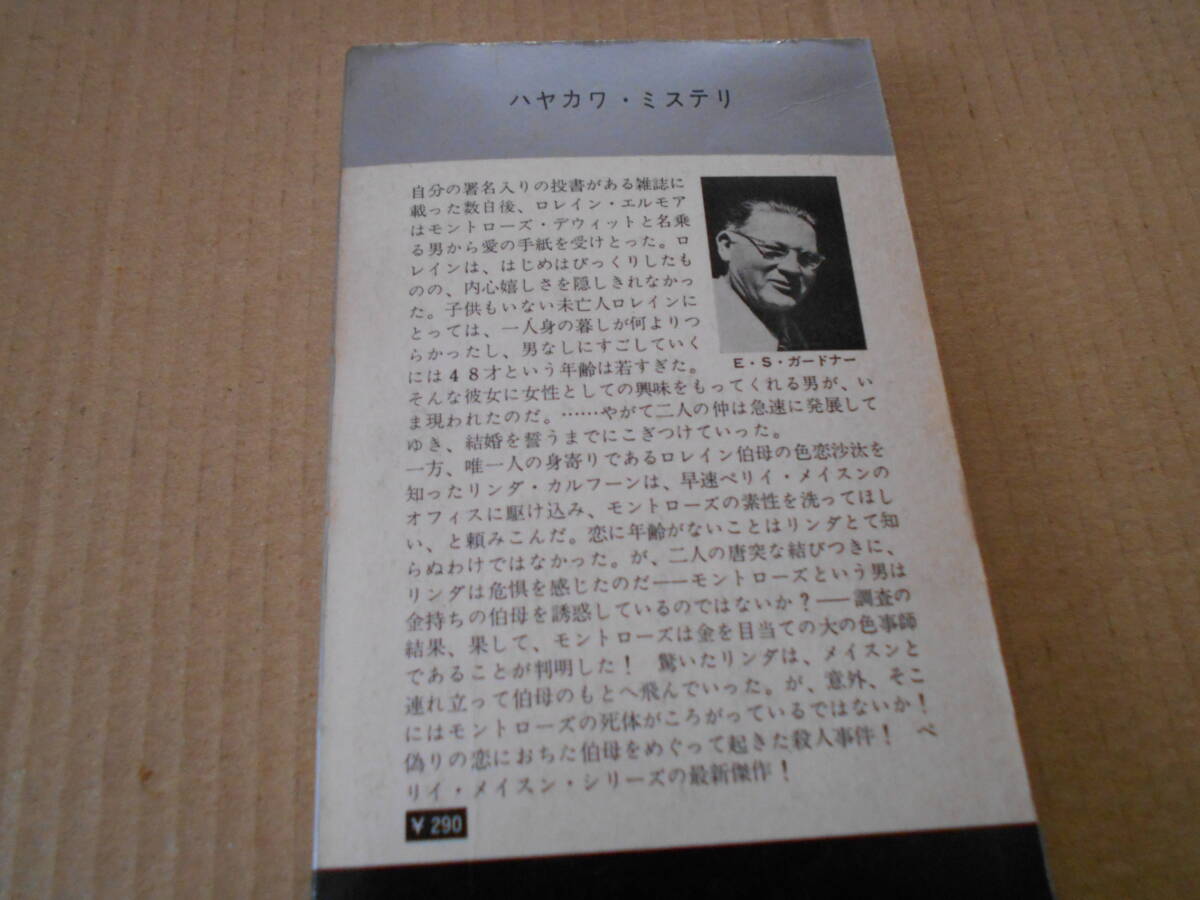 ハヤカワ・ミステリ
自分の署名入りの投書がある雑誌に
載った数日後、ロレイン・エルモア
はモントローズ・デウィットと名乗
る男から愛の手紙を受けとった。ロ
レインは、はじめはびっくりしたも
のの、内心嬉しさを隠しきれなかっ
た。子供もいない未亡人ロレインに
とっては、一人身の暮しが何よりつ
らかったし、男なしにすごしていく
には４８才という年齢は若すぎた。
そんな彼女に女性としての興味をもってくれる男が、い
ま現われたのだ。……やがて二人の仲は急速に発展して
ゆき、結婚を誓うまでにこぎつけていった。
一方、唯一人の身寄りであるロレイン伯母の色恋沙汰を
知ったリンダ・カルフーンは、早速ペリイ・メイスンの
オフィスに駆け込み、モントローズの素性を洗ってほし
い、と頼みこんだ。恋に年齢がないことはリンダとて知
らぬわけではなかった。が、二人の唐突な結びつきに、
リンダは危惧を感じたのだ――モントローズという男は
金持ちの伯母を誘惑しているのではないか？――調査の
結果、果して、モントローズは金を目当ての大の色事師
であることが判明した！　驚いたリンダは、メイスンと
連れ立って伯母のもとへ飛んでいった。が、意外、そこ
にはモントローズの死体がころがっているではないか！
偽りの恋におちた伯母をめぐって起きた殺人事件！　ペ
リイ・メイスン・シリーズの最新傑作！
E・S・ガードナー
¥ 290